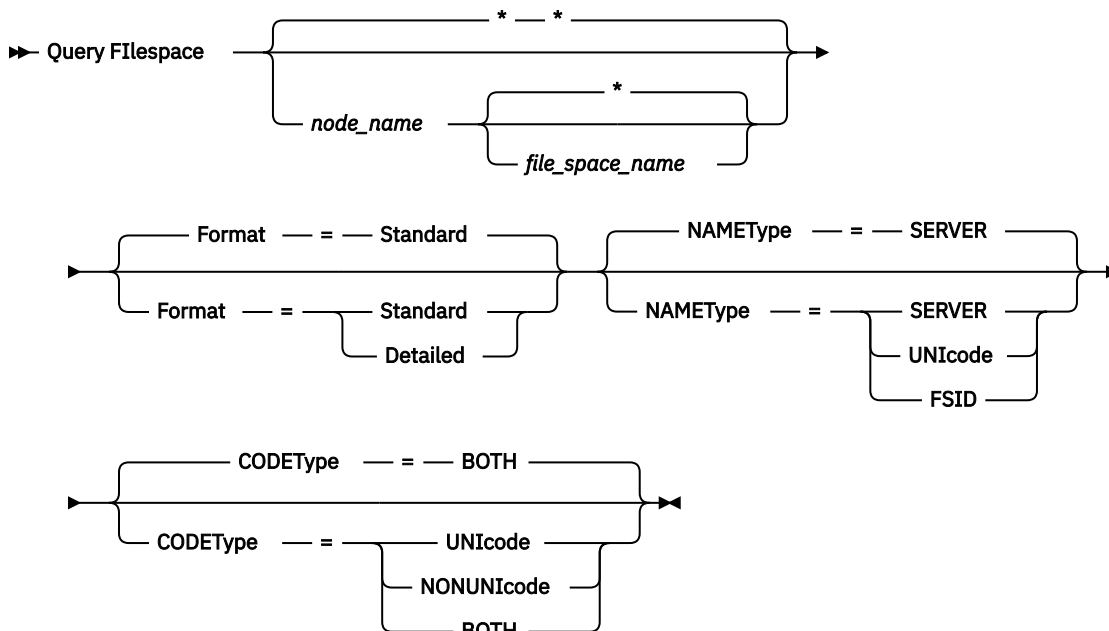 * *
Query FIlespace
*
node_name
file_space_name
Format = Standard NAMEType = SERVER
Format = Standard NAMEType = SERVER
Detailed UNIcode
FSID
CODEType = BOTH
CODEType = UNIcode
NONUNIcode
BOTH